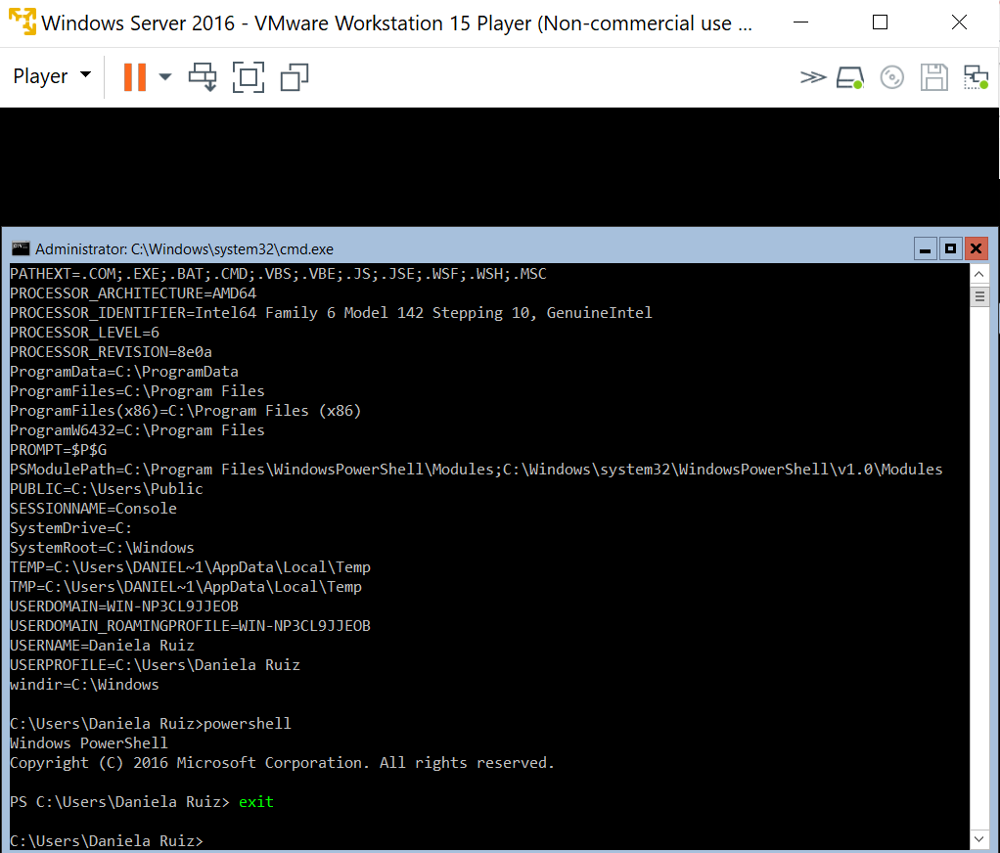 Windows Server 2016 - VMware Workstation 15 Player (Non-commercial use ...
Player
Administrator: C:\Windows\system32\cmd.exe
PATHEXT=.COM;.EXE;.BAT;.CMD;.VBS;.VBE;.JS;.JSE;.WSF;.WSH;.MSC
PROCESSOR_ARCHITECTURE=AMD64
PROCESSOR_IDENTIFIER=Intel64 Family 6 Model 142 Stepping 10, GenuineIntel
PROCESSOR_LEVEL=6
PROCESSOR_REVISION=8e0a
ProgramData=C:\ProgramData
ProgramFiles=C:\Program Files
ProgramFiles(x86)=C:\Program Files (x86)
ProgramW6432=C:\Program Files
PROMPT=$P$G
PSModulePath=C:\Program Files\WindowsPowerShell\Modules;C:\Windows\system32\WindowsPowerShell\v1.0\Modules
PUBLIC=C:\Users\Public
SESSIONNAME=Console
SystemDrive=C:
SystemRoot=C:\Windows
TEMP=C:\Users\DANIEL~1\AppData\Local\Temp
TMP=C:\Users\DANIEL~1\AppData\Local\Temp
USERDOMAIN=WIN-NP3CL9JJEOB
USERDOMAIN_ROAMINGPROFILE=WIN-NP3CL9JJEOB
USERNAME=Daniela Ruiz
USERPROFILE=C:\Users\Daniela Ruiz
windir=C:\Windows
C:\Users\Daniela Ruiz>powershell
Windows PowerShell
Copyright (C) 2016 Microsoft Corporation. All rights reserved.
PS C:\Users\Daniela Ruiz> exit
C:\Users\Daniela Ruiz>